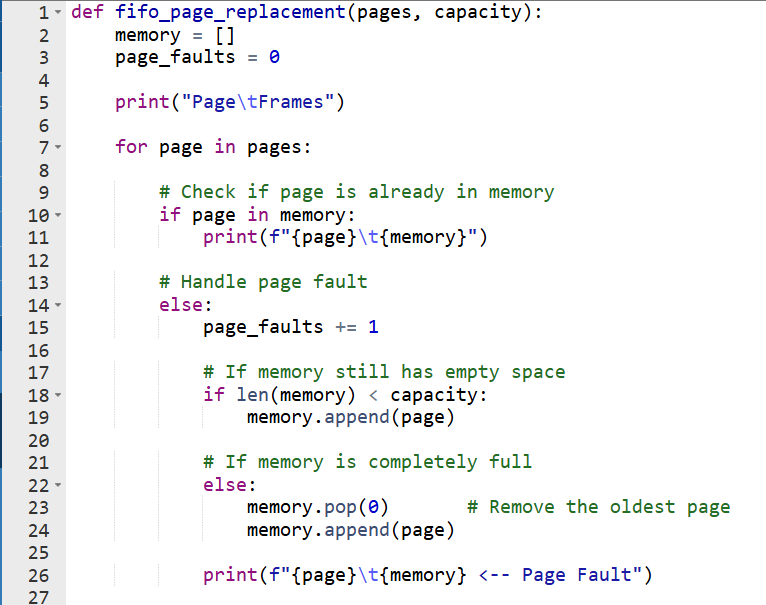 1 def fifo_page_replacement(pages, capacity):
2     memory = []
3     page_faults = 0
4
5     print("Page\tFrames")
6
7     for page in pages:
8
9         # Check if page is already in memory
10         if page in memory:
11             print(f"{page}\t{memory}")
12
13         # Handle page fault
14         else:
15             page_faults += 1
16
17             # If memory still has empty space
18             if len(memory) < capacity:
19                 memory.append(page)
20
21             # If memory is completely full
22             else:
23                 memory.pop(0)       # Remove the oldest page
24                 memory.append(page)
25
26             print(f"{page}\t{memory} <-- Page Fault")
27